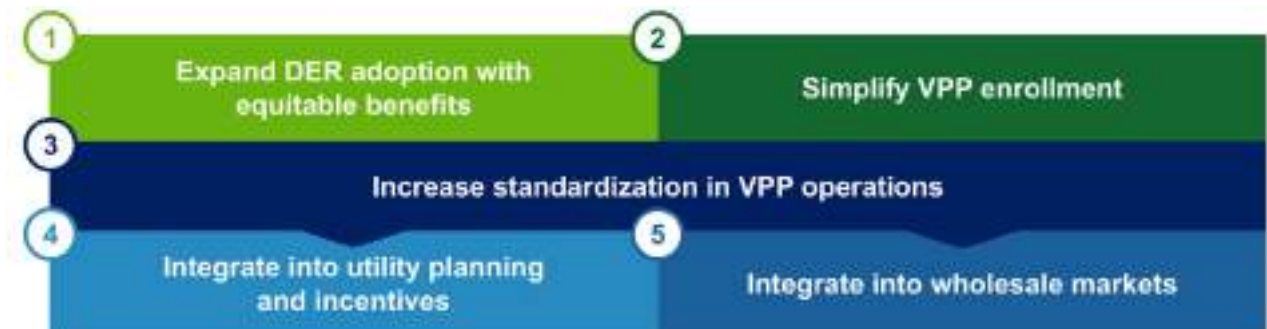 1
Expand DER adoption with
equitable benefits
2
Simplify VPP enrollment
3
Increase standardization in VPP operations
4
Integrate into utility planning
and incentives
5
Integrate into wholesale markets